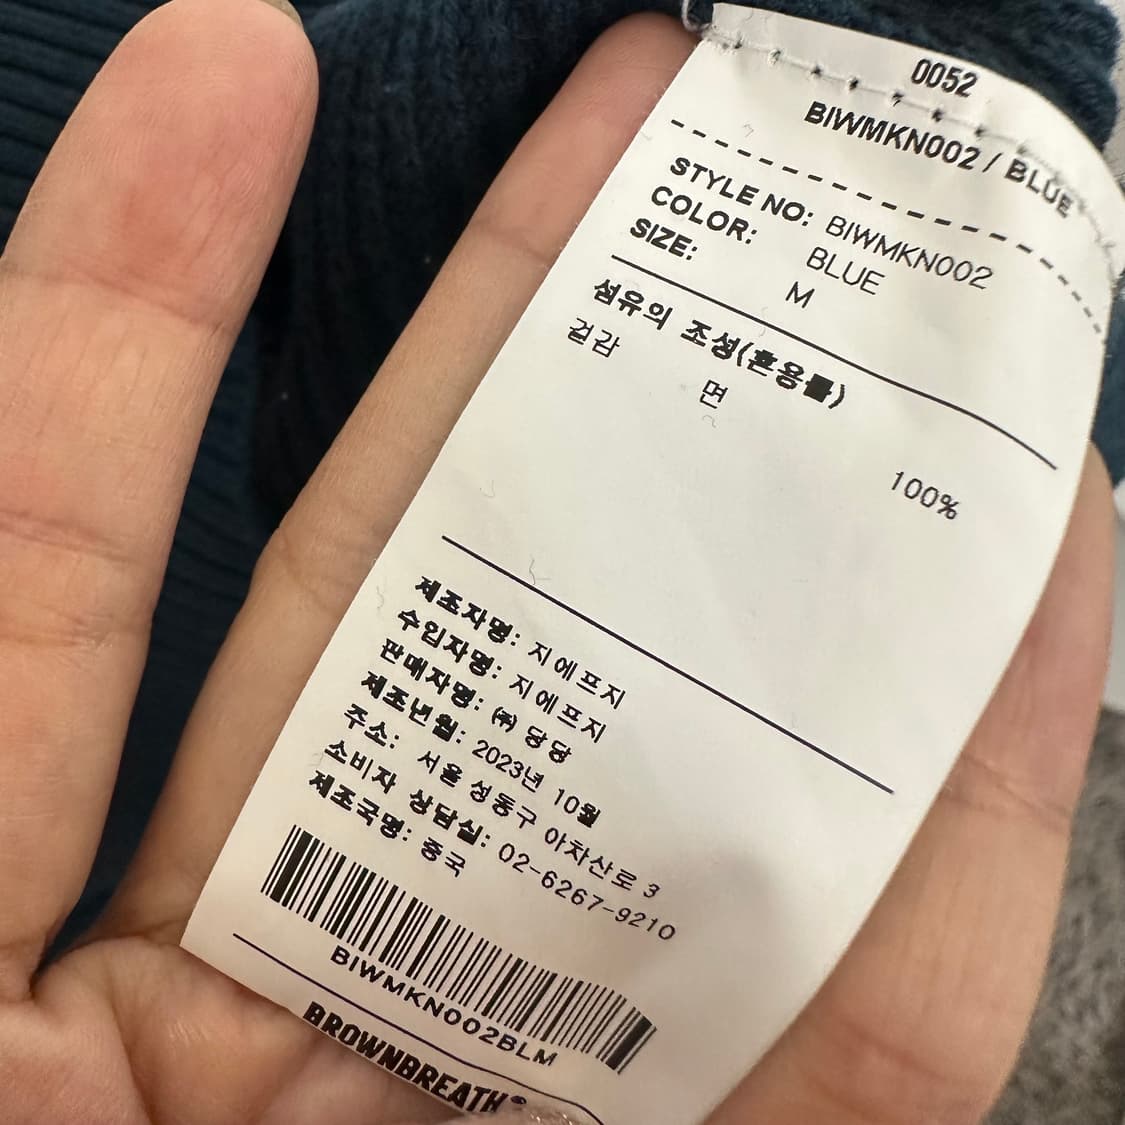 0052
BIWMKN002 / BLUE
STYLE NO: BIWMKN002
COLOR: BLUE
SIZE: M
섬유의 조성(혼용률)
겉감 면 100%
제조자명: 지에프지
수입자명: 지에프지
판매자명: ㈜ 당당
제조년월: 2023년 10월
주소: 서울 성동구 아차산로 3
소비자 상담실: 02-6267-9210
제조국명: 중국
BIWMKN002BLM
BROWNBREATH®